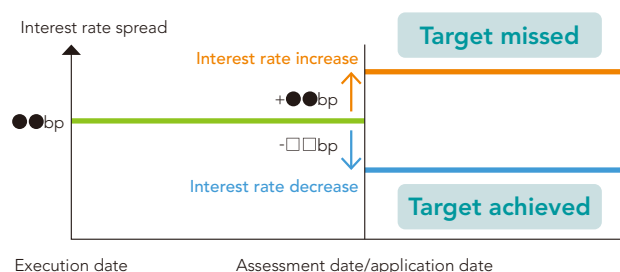 Interest rate spread
Target missed
Interest rate increase
+●●bp
●●bp
-□□bp
Interest rate decrease
Target achieved
Execution date
Assessment date/application date